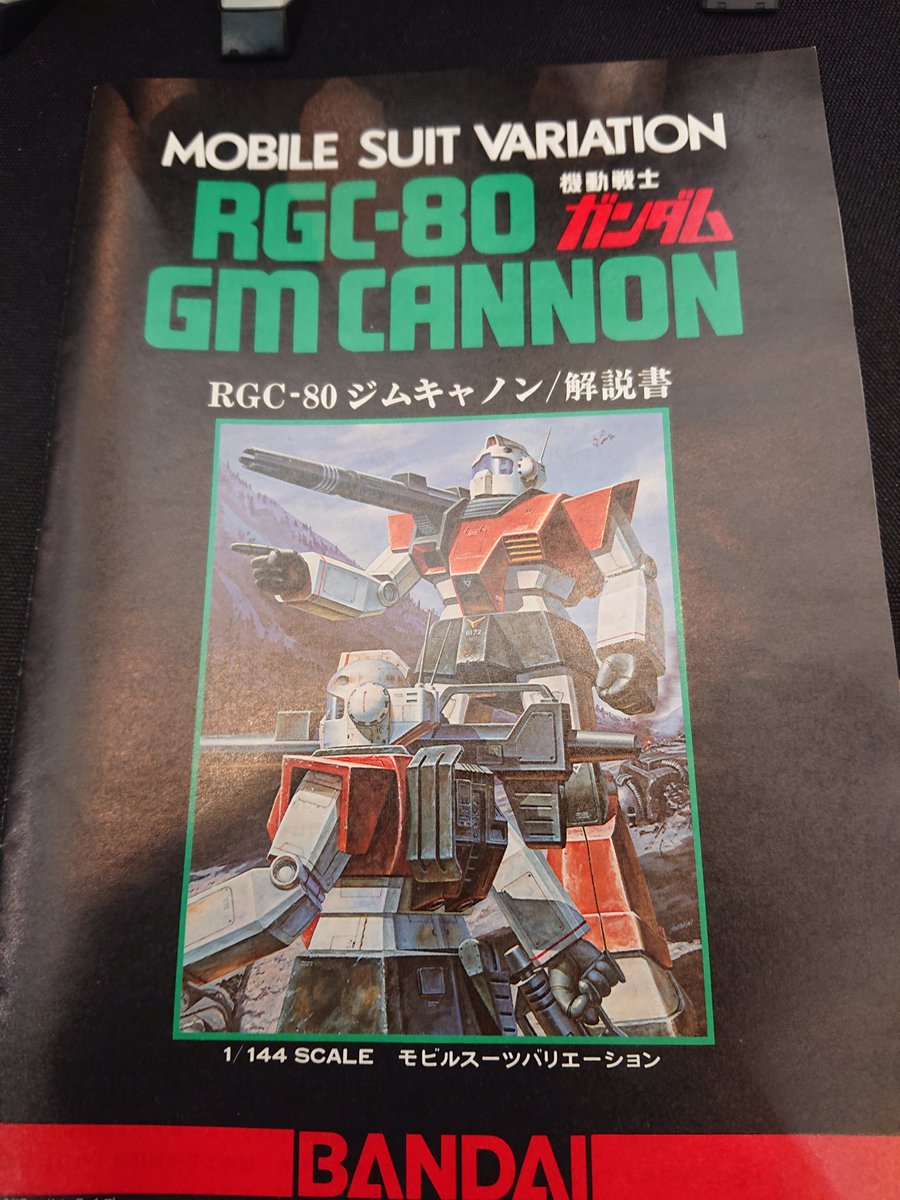 MOBILE SUIT VARIATION
RGC-80
機動戦士
ガンダム
GM CANNON
RGC-80 ジムキャノン/解説書
1/144 SCALE モビルスーツバリエーション
BANDAI